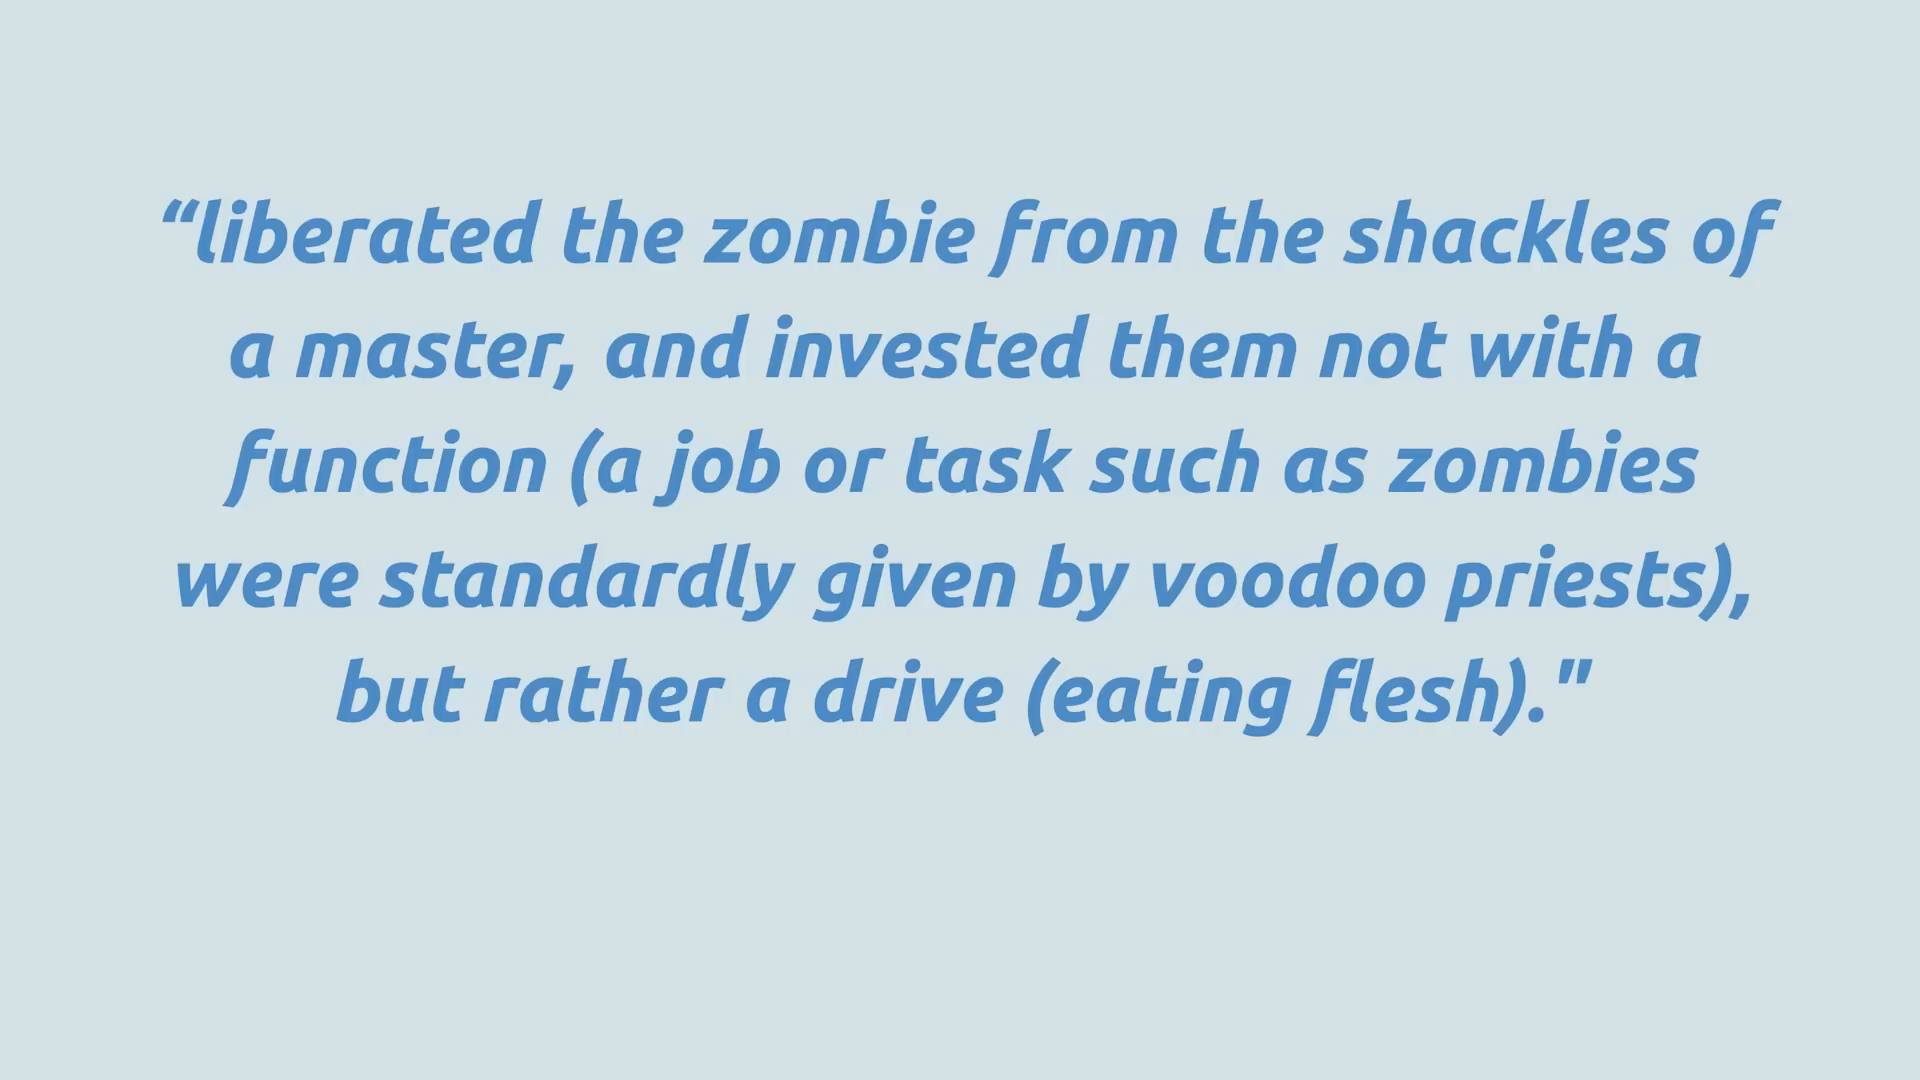 “liberated the zombie from the shackles of
a master, and invested them not with a
function (a job or task such as zombies
were standardly given by voodoo priests),
but rather a drive (eating flesh)."